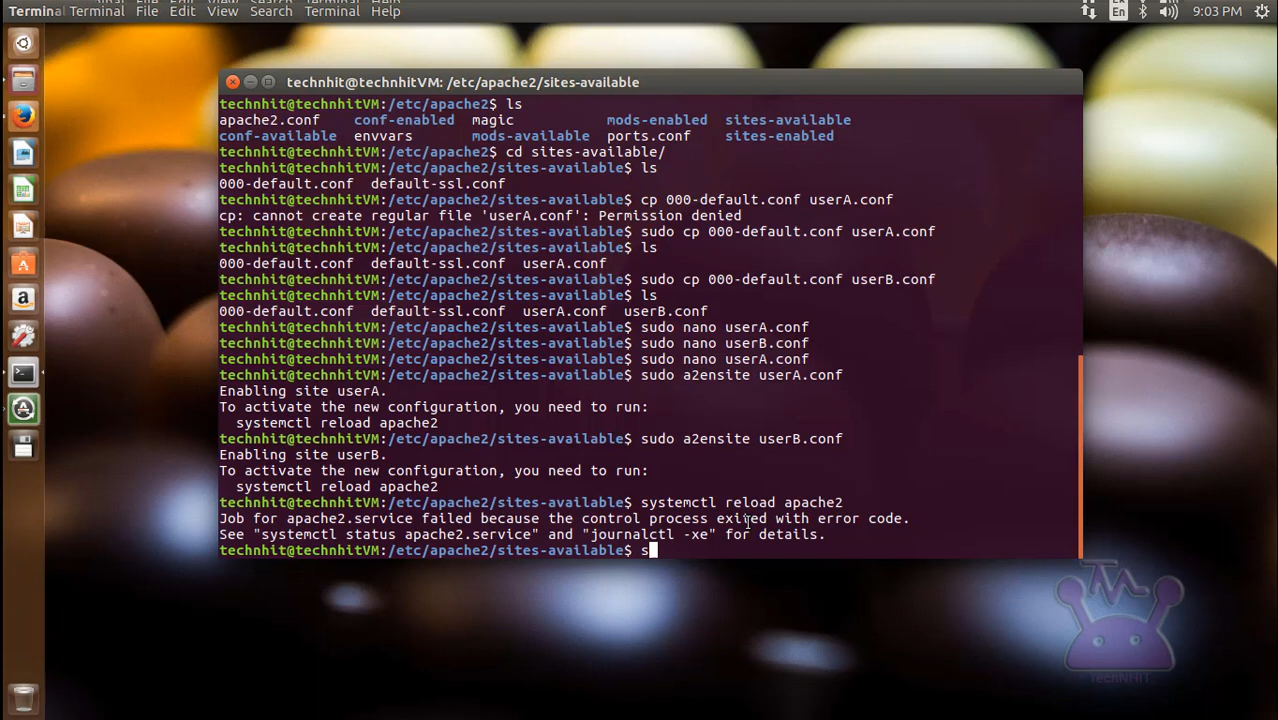 Terminal Terminal File Edit View Search Terminal Help
En
9:03 PM
technhit@technhitVM: /etc/apache2/sites-available
technhit@technhitVM:/etc/apache2$ ls
apache2.conf conf-enabled magic mods-enabled sites-available
conf-available envvars mods-available ports.conf sites-enabled
technhit@technhitVM:/etc/apache2$ cd sites-available/
technhit@technhitVM:/etc/apache2/sites-available$ ls
000-default.conf default-ssl.conf
technhit@technhitVM:/etc/apache2/sites-available$ cp 000-default.conf userA.conf
cp: cannot create regular file 'userA.conf': Permission denied
technhit@technhitVM:/etc/apache2/sites-available$ sudo cp 000-default.conf userA.conf
technhit@technhitVM:/etc/apache2/sites-available$ ls
000-default.conf default-ssl.conf userA.conf
technhit@technhitVM:/etc/apache2/sites-available$ sudo cp 000-default.conf userB.conf
technhit@technhitVM:/etc/apache2/sites-available$ ls
000-default.conf default-ssl.conf userA.conf userB.conf
technhit@technhitVM:/etc/apache2/sites-available$ sudo nano userA.conf
technhit@technhitVM:/etc/apache2/sites-available$ sudo nano userB.conf
technhit@technhitVM:/etc/apache2/sites-available$ sudo nano userA.conf
technhit@technhitVM:/etc/apache2/sites-available$ sudo a2ensite userA.conf
Enabling site userA.
To activate the new configuration, you need to run:
systemctl reload apache2
technhit@technhitVM:/etc/apache2/sites-available$ sudo a2ensite userB.conf
Enabling site userB.
To activate the new configuration, you need to run:
systemctl reload apache2
technhit@technhitVM:/etc/apache2/sites-available$ systemctl reload apache2
Job for apache2.service failed because the control process exited with error code.
See "systemctl status apache2.service" and "journalctl -xe" for details.
technhit@technhitVM:/etc/apache2/sites-available$ s
TechNHIT